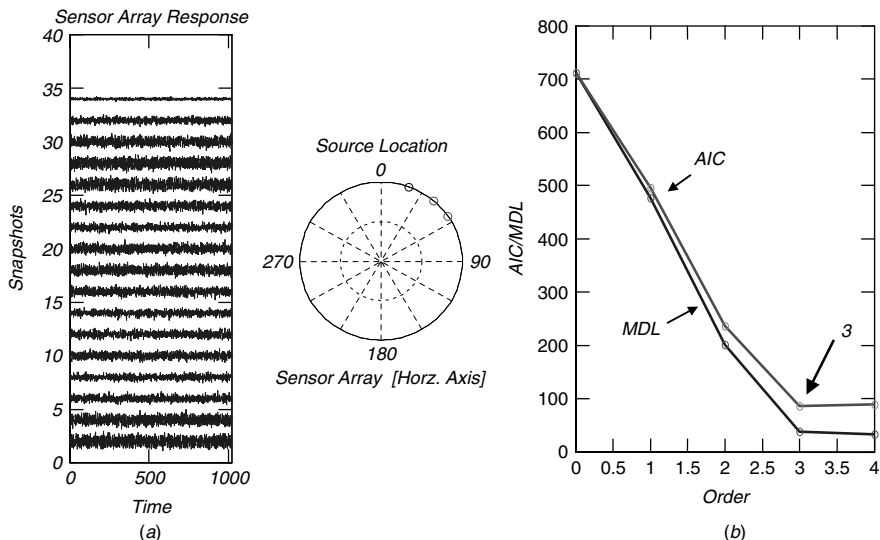 Sensor Array Response
40
35
30
25
20
15
10
5
0
Snapshots
0 500 1000
Time
(a)
Source Location
0
270 90
180
Sensor Array [Horz. Axis]
800
700
600
500
400
300
200
100
0
AIC/MDL
AIC
MDL
3
0 0.5 1 1.5 2 2.5 3 3.5 4
Order
(b)